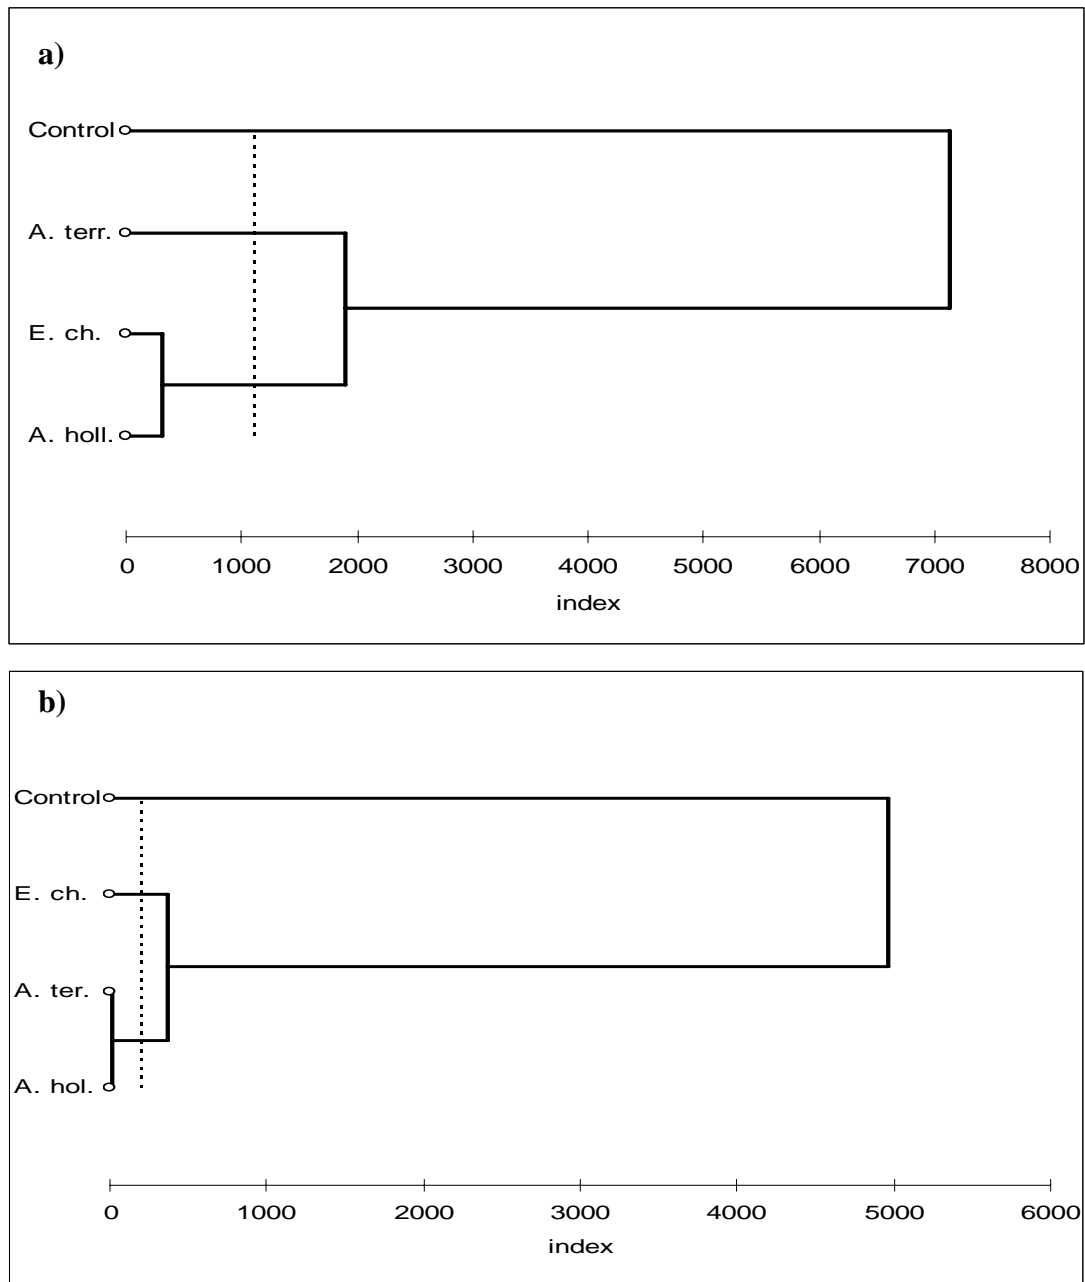 a)
Control
A. terr.
E. ch.
A. holl.
0 1000 2000 3000 4000 5000 6000 7000 8000
index
b)
Control
E. ch.
A. ter.
A. hol.
0 1000 2000 3000 4000 5000 6000
index